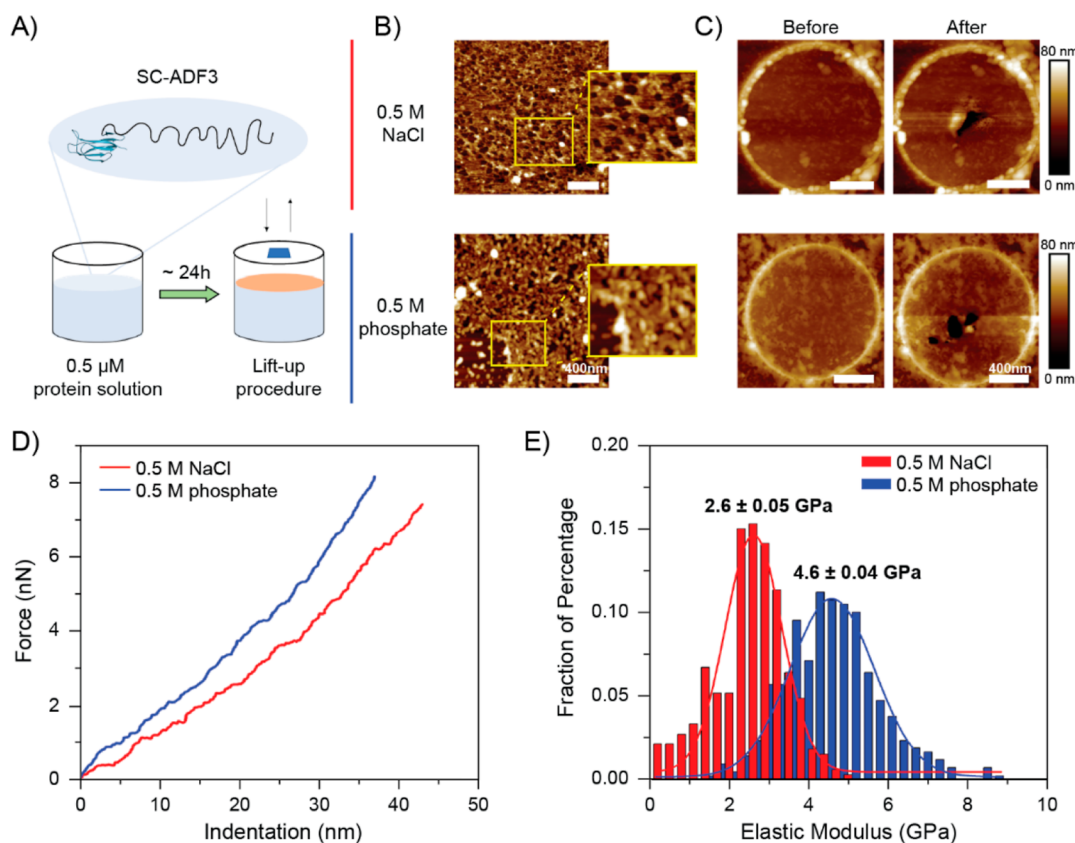 A)
SC-ADF3
~ 24h
0.5 µM
protein solution
Lift-up
procedure
B)
0.5 M
NaCl
0.5 M
phosphate
400nm
C)
Before
After
80 nm
0 nm
80 nm
400nm
0 nm
D)
0.5 M NaCl
0.5 M phosphate
8
6
4
2
0
0
10
20
30
40
50
Force (nN)
Indentation (nm)
E)
0.5 M NaCl
0.5 M phosphate
2.6 ± 0.05 GPa
4.6 ± 0.04 GPa
0.20
0.15
0.10
0.05
0.00
0
2
4
6
8
10
Fraction of Percentage
Elastic Modulus (GPa)